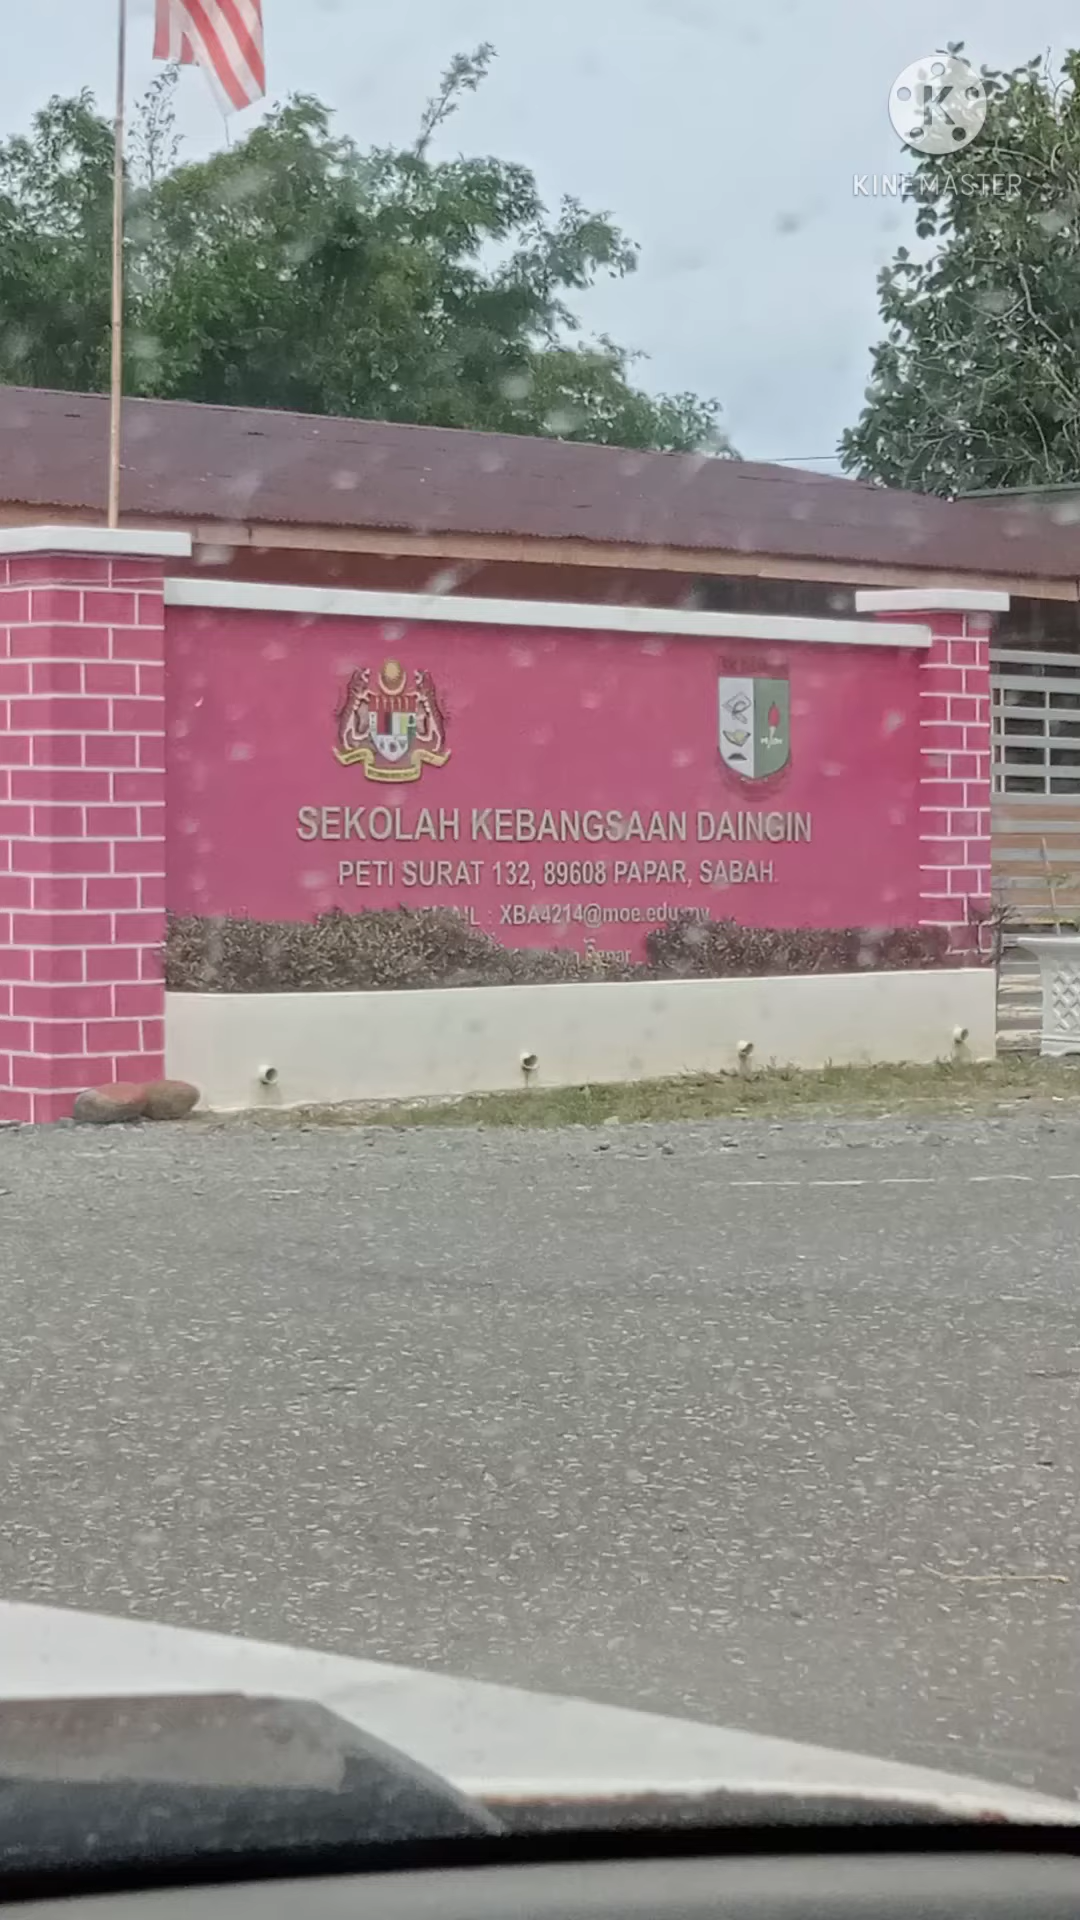 KINEMASTER
SEKOLAH KEBANGSAAN DAINGIN
PETI SURAT 132, 89608 PAPAR, SABAH.
: XBA4214@moe.edu.my